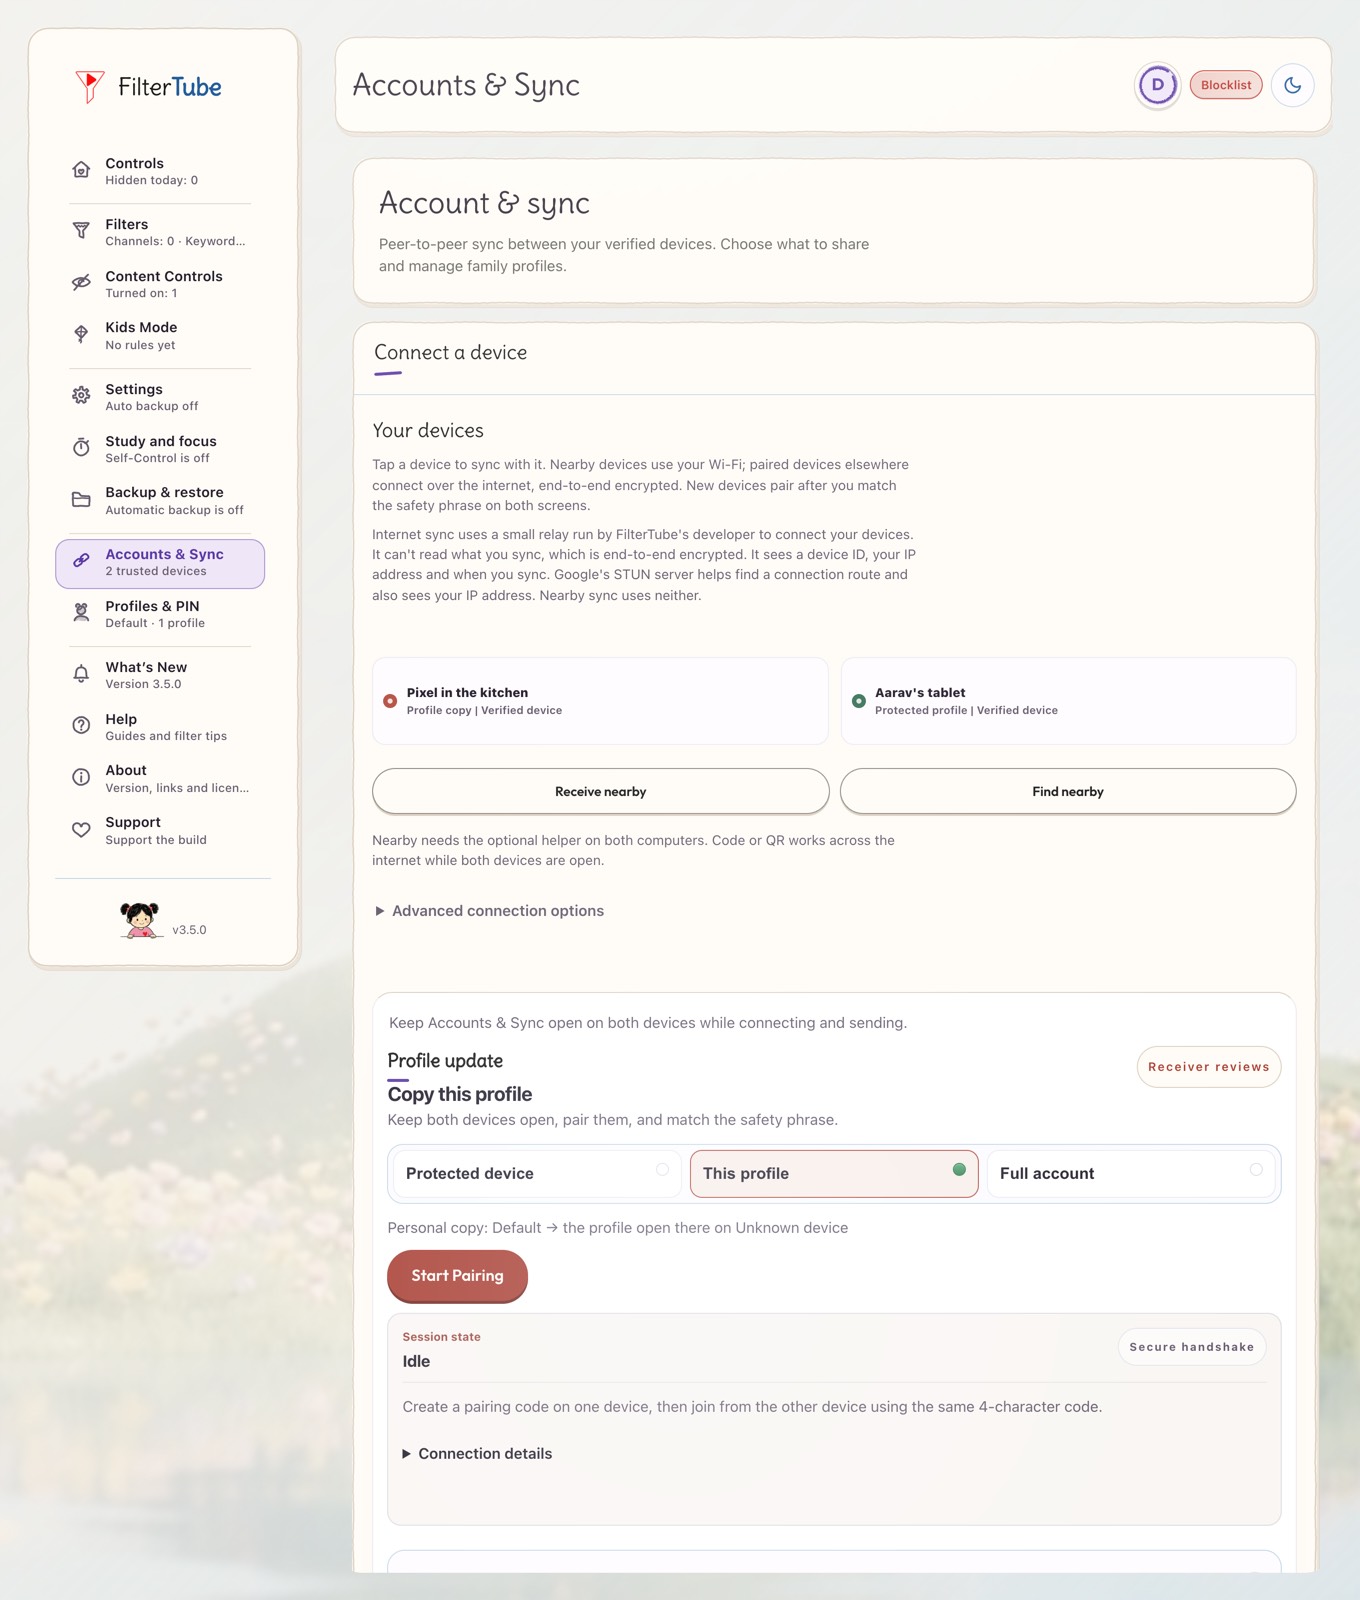 FilterTube
Controls
Hidden today: 0
Filters
Channels: 0 · Keyword...
Content Controls
Turned on: 1
Kids Mode
No rules yet
Settings
Auto backup off
Study and focus
Self-Control is off
Backup & restore
Automatic backup is off
Accounts & Sync
2 trusted devices
Profiles & PIN
Default · 1 profile
What's New
Version 3.5.0
Help
Guides and filter tips
About
Version, links and licen...
Support
Support the build
v3.5.0
Accounts & Sync
D
Blocklist
Account & sync
Peer-to-peer sync between your verified devices. Choose what to share
and manage family profiles.
Connect a device
Your devices
Tap a device to sync with it. Nearby devices use your Wi-Fi; paired devices elsewhere
connect over the internet, end-to-end encrypted. New devices pair after you match
the safety phrase on both screens.
Internet sync uses a small relay run by FilterTube's developer to connect your devices.
It can't read what you sync, which is end-to-end encrypted. It sees a device ID, your IP
address and when you sync. Google's STUN server helps find a connection route and
also sees your IP address. Nearby sync uses neither.
Pixel in the kitchen
Profile copy | Verified device
Aarav's tablet
Protected profile | Verified device
Receive nearby
Find nearby
Nearby needs the optional helper on both computers. Code or QR works across the
internet while both devices are open.
Advanced connection options
Keep Accounts & Sync open on both devices while connecting and sending.
Profile update
Receiver reviews
Copy this profile
Keep both devices open, pair them, and match the safety phrase.
Protected device
This profile
Full account
Personal copy: Default → the profile open there on Unknown device
Start Pairing
Session state
Idle
Secure handshake
Create a pairing code on one device, then join from the other device using the same 4-character code.
Connection details